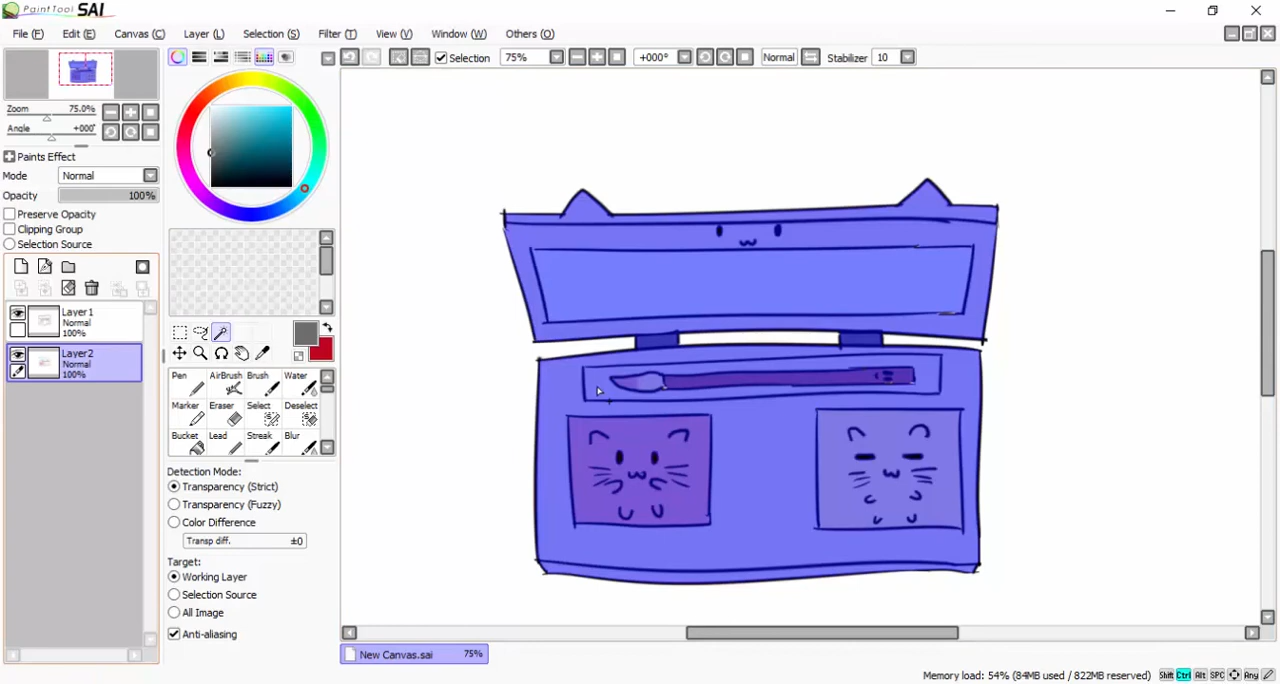 PaintTool SAI
File (F) Edit (E) Canvas (C) Layer (L) Selection (S) Filter (T) View (V) Window (W) Others (O)
Selection 75% +000° Normal Stabilizer 10
Zoom 75.0%
Angle +000°
Paints Effect
Mode Normal
Opacity 100%
Preserve Opacity
Clipping Group
Selection Source
Layer1
Normal
100%
Layer2
Normal
100%
Pen AirBrush Brush Water
Marker Eraser Select Deselect
Bucket Lead Streak Blur
Detection Mode:
Transparency (Strict)
Transparency (Fuzzy)
Color Difference
Transp diff. ±0
Target:
Working Layer
Selection Source
All Image
Anti-aliasing
New Canvas.sai 75%
Memory load: 54% (84MB used / 822MB reserved) Shift Ctrl Alt SPC Any